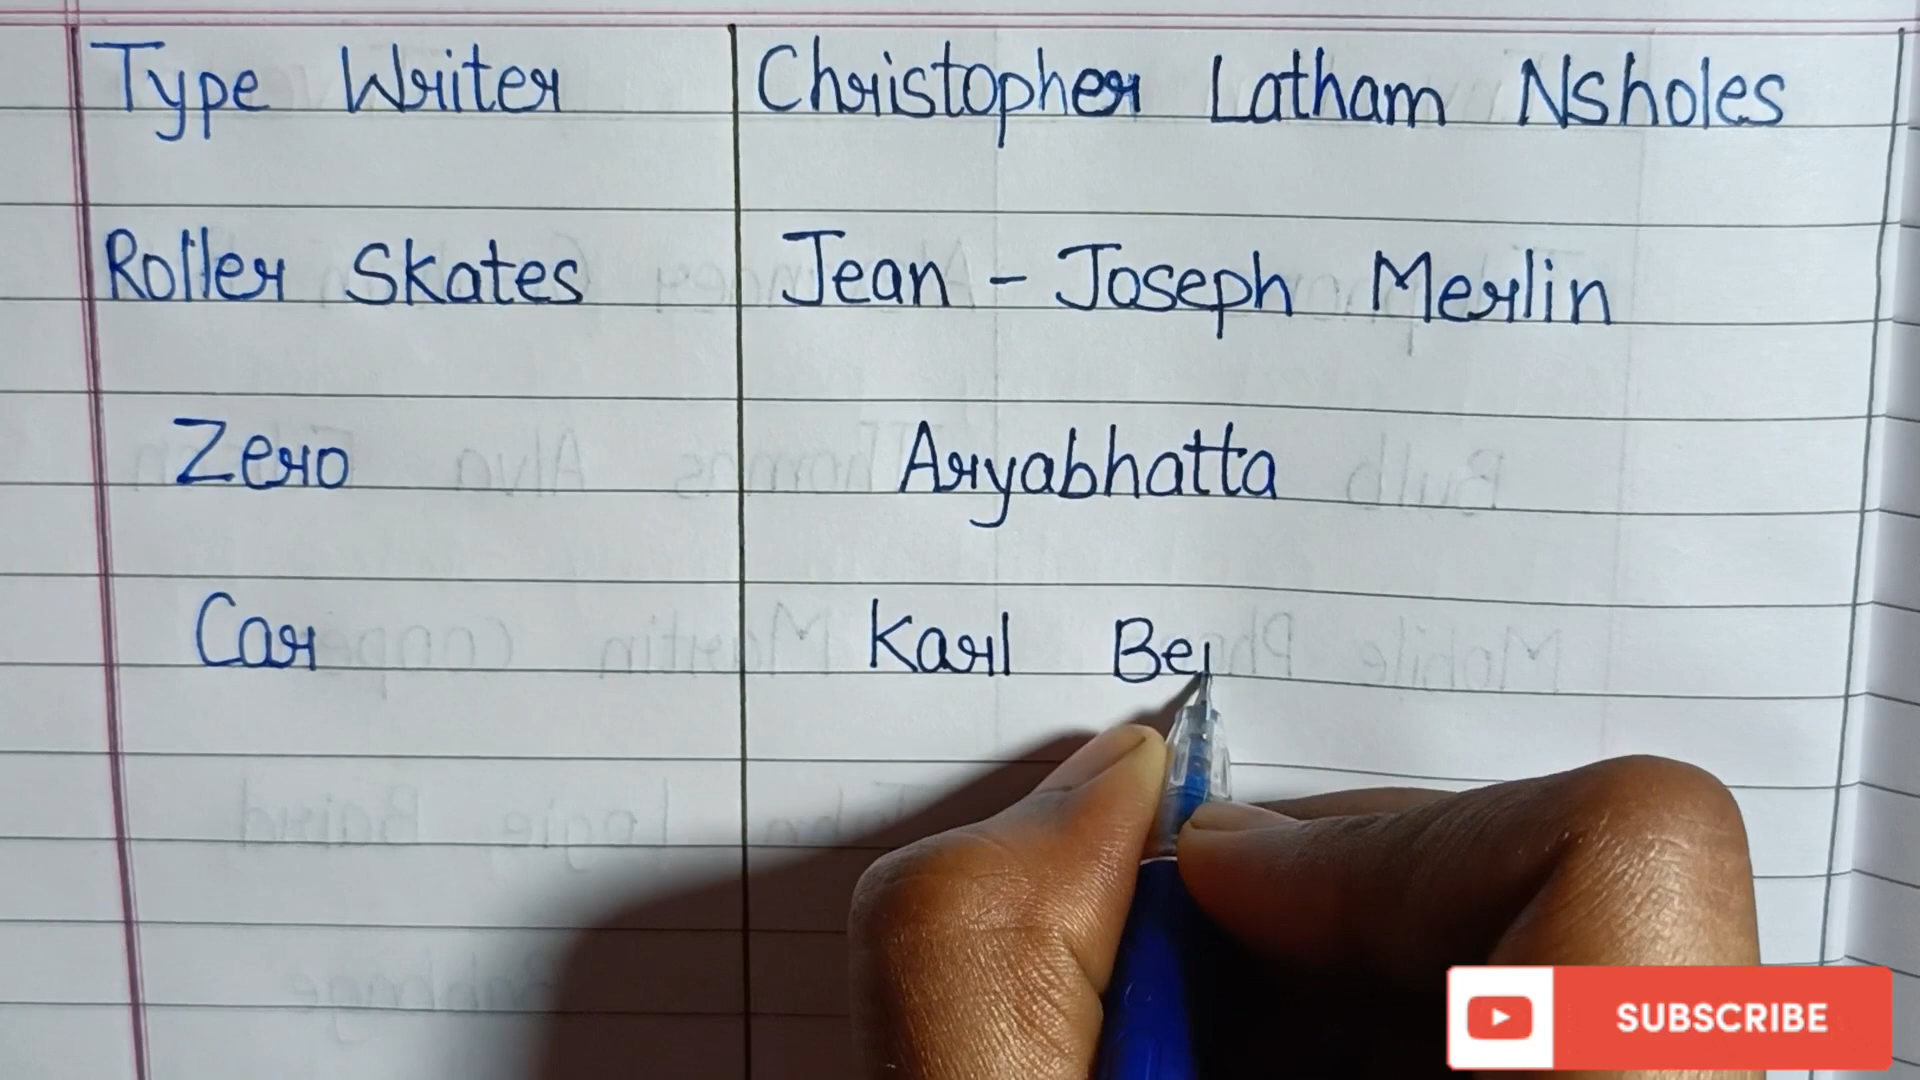 Type Writer Christopher Latham Nsholes
Roller Skates Jean - Joseph Merlin
Zero Aryabhatta
Car Karl Be
SUBSCRIBE